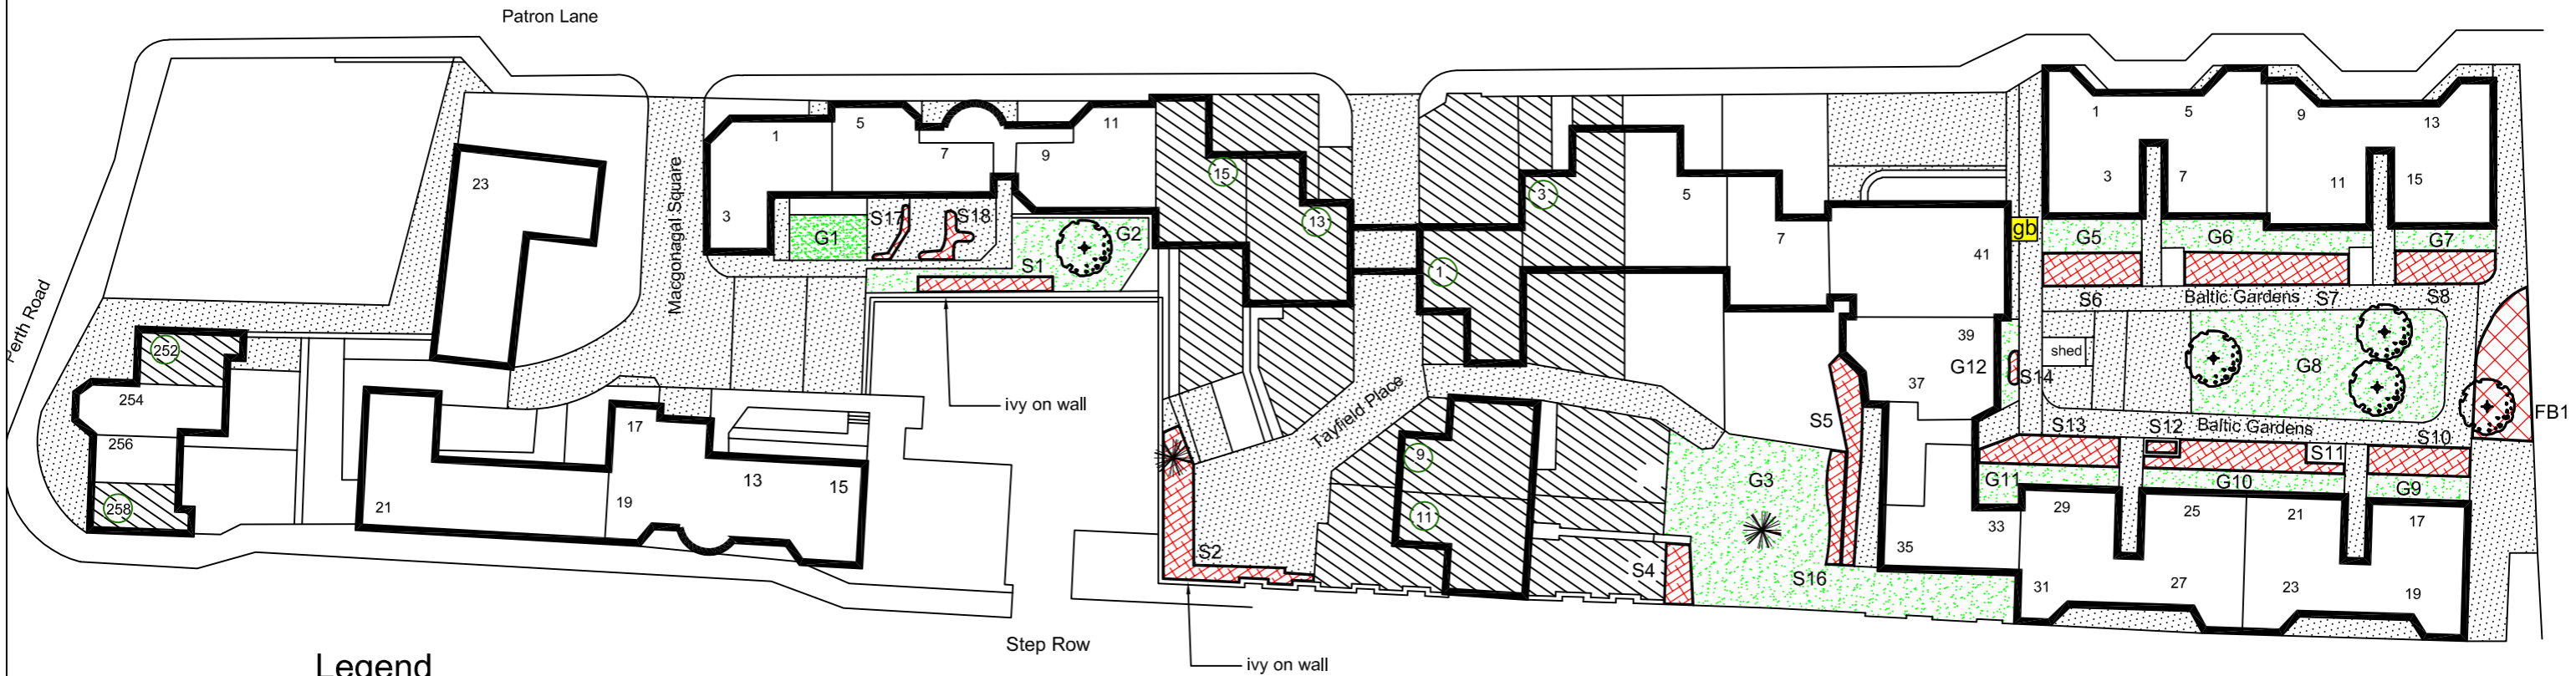 Patron Lane
Perth Road
Macgonagal Square
23
1
5
7
9
11
3
G1
S17
S18
S1
G2
15
13
3
1
5
7
41
gb
1
5
9
13
3
7
11
15
G5
G6
G7
S6
Baltic Gardens
S7
S8
shed
G8
39
G12
37
S14
FB1
S13
S12
Baltic Gardens
S10
S11
G11
G10
G9
29
25
21
17
33
35
31
27
23
19
S5
G3
S16
S4
Tayfield Place
9
11
S2
ivy on wall
252
254
256
258
21
17
19
13
15
Step Row
ivy on wall
Legend